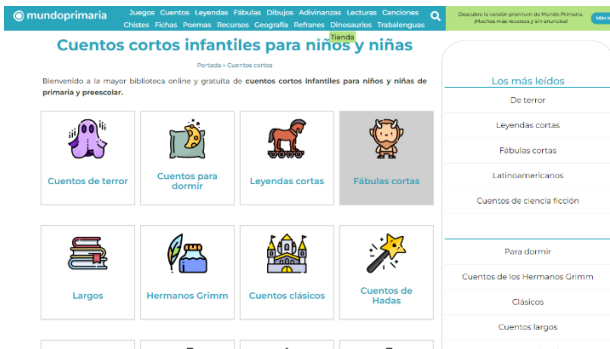 mundoprimaria
Juegos Cuentos Leyendas Fábulas Dibujos Adivinanzas Lecturas Canciones
Chistes Fichas Poemas Recursos Geografía Refranes Dinosaurios Trabalenguas
Tienda
Descubre la versión premium de Mundo Primaria.
¡Muchos más recursos y sin anuncios!
Cuentos cortos infantiles para niños y niñas
Portada » Cuentos cortos
Bienvenido a la mayor biblioteca online y gratuita de cuentos cortos infantiles para niños y niñas de
primaria y preescolar.
Cuentos de terror
Cuentos para
dormir
Leyendas cortas
Fábulas cortas
Largos
Hermanos Grimm
Cuentos clásicos
Cuentos de
Hadas
Los más leídos
De terror
Leyendas cortas
Fábulas cortas
Latinoamericanos
Cuentos de ciencia ficción
Para dormir
Cuentos de los Hermanos Grimm
Clásicos
Cuentos largos